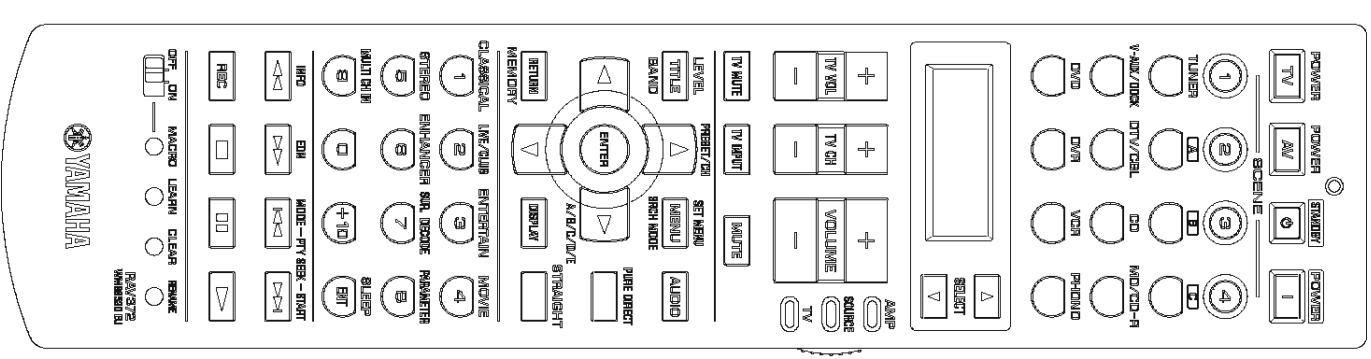 POWER POWER STANDBY POWER
TV AV
SCENE
1 2 3 4
TUNER A B C
V-AUX/DOCK DTV/CBL CD MD/CD-R
DVD DVR VCR PHONO
SELECT
AMP
SOURCE
TV
TV VOL TV CH VOLUME
TV MUTE TV INPUT MUTE
LEVEL PRESET/CH SET MENU
TITLE MENU AUDIO
BAND SRCH MODE
ENTER
PURE DIRECT
A/B/C/D/E
RETURN DISPLAY
MEMORY STRAIGHT
CLASSICAL LIVE/CLUB ENTERTAIN MOVIE
1 2 3 4
STEREO ENHANCER SUR. DECODE PARAMETER
5 6 7 8
MULTI CH IN SLEEP
9 0 +10 ENT
INFO EON MODE – PTY SEEK – START
REC
OFF ON MACRO LEARN CLEAR RENAME
YAMAHA
RAV372